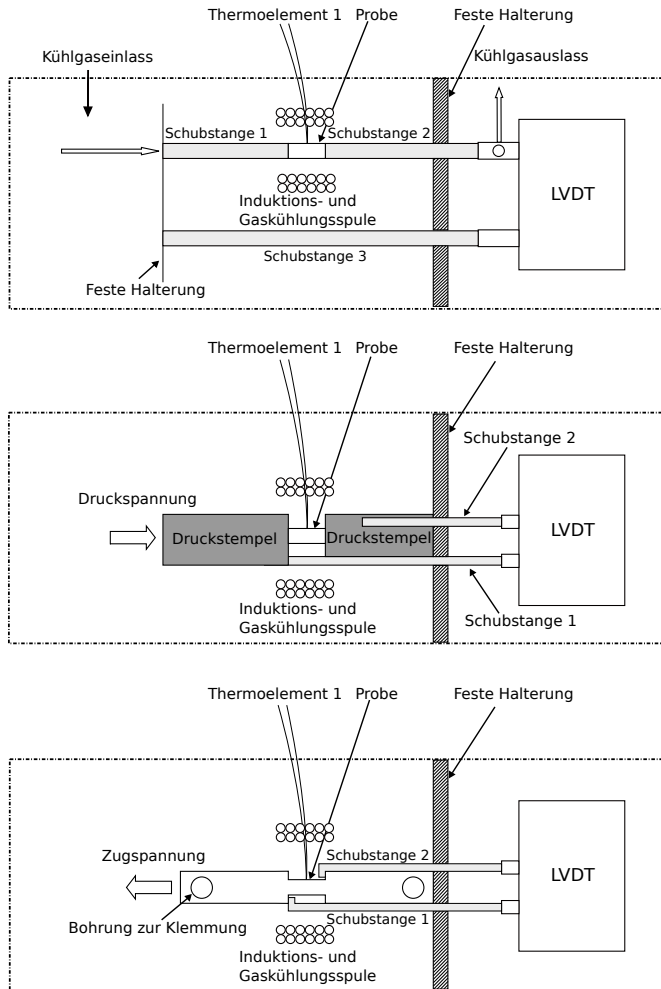 Thermoelement 1
Probe
Feste Halterung
Kühlgaseinlass
Kühlgasauslass
Schubstange 1
Schubstange 2
LVDT
Induktions- und
Gaskühlungsspule
Schubstange 3
Feste Halterung
Thermoelement 1
Probe
Feste Halterung
Schubstange 2
Druckspannung
LVDT
Druckstempel
Druckstempel
Induktions- und
Gaskühlungsspule
Schubstange 1
Thermoelement 1
Probe
Feste Halterung
Zugspannung
Schubstange 2
LVDT
Bohrung zur Klemmung
Schubstange 1
Induktions- und
Gaskühlungsspule